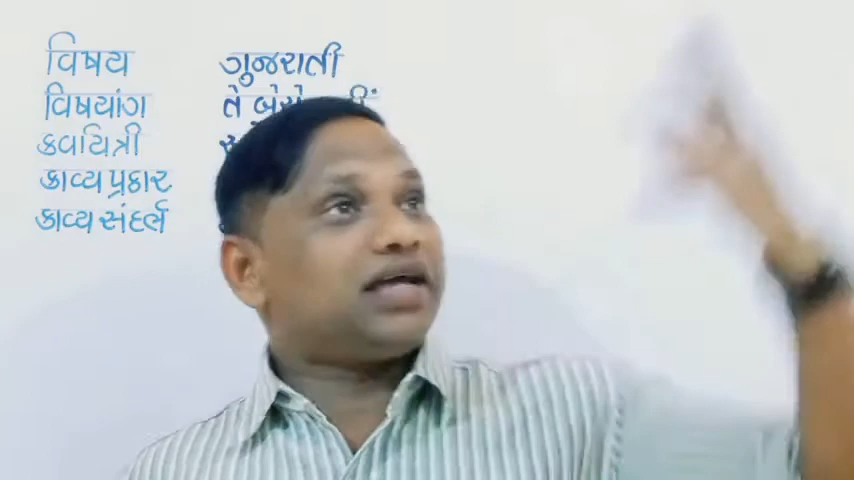 વિષય ગુજરાતી
વિષયાંગ તે
કવયિત્રી
કાવ્ય પ્રકાર
કાવ્ય સંદર્ભ